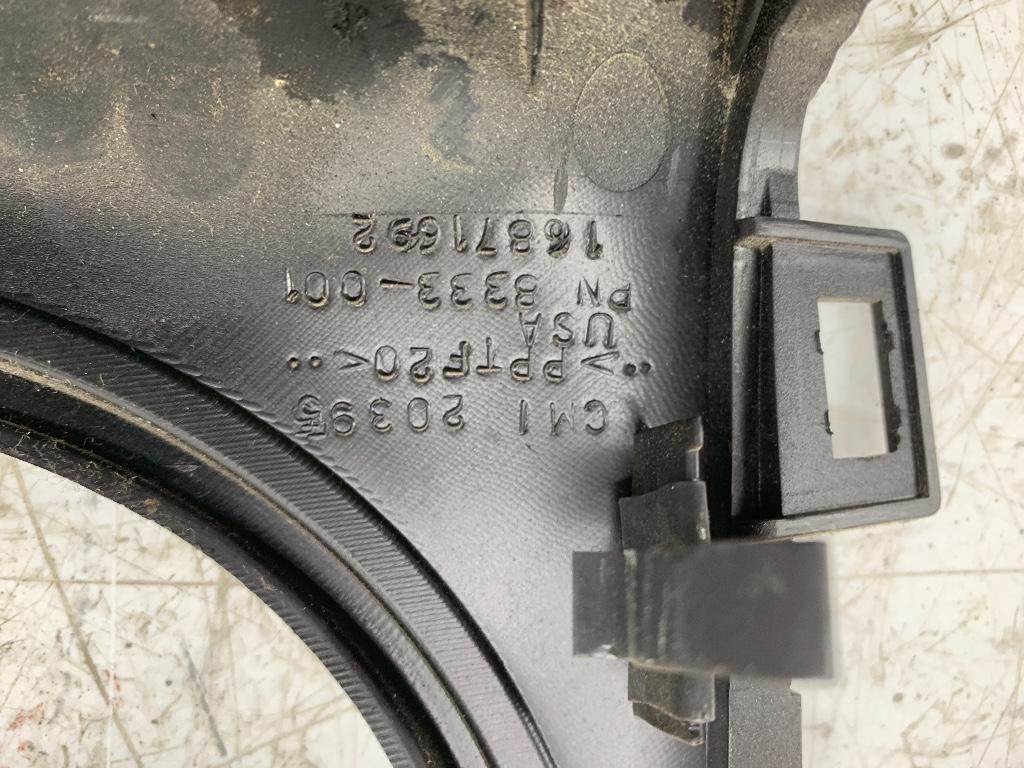 CM1 20395
>PPTF20<
USA
PN 8333-001
16871692